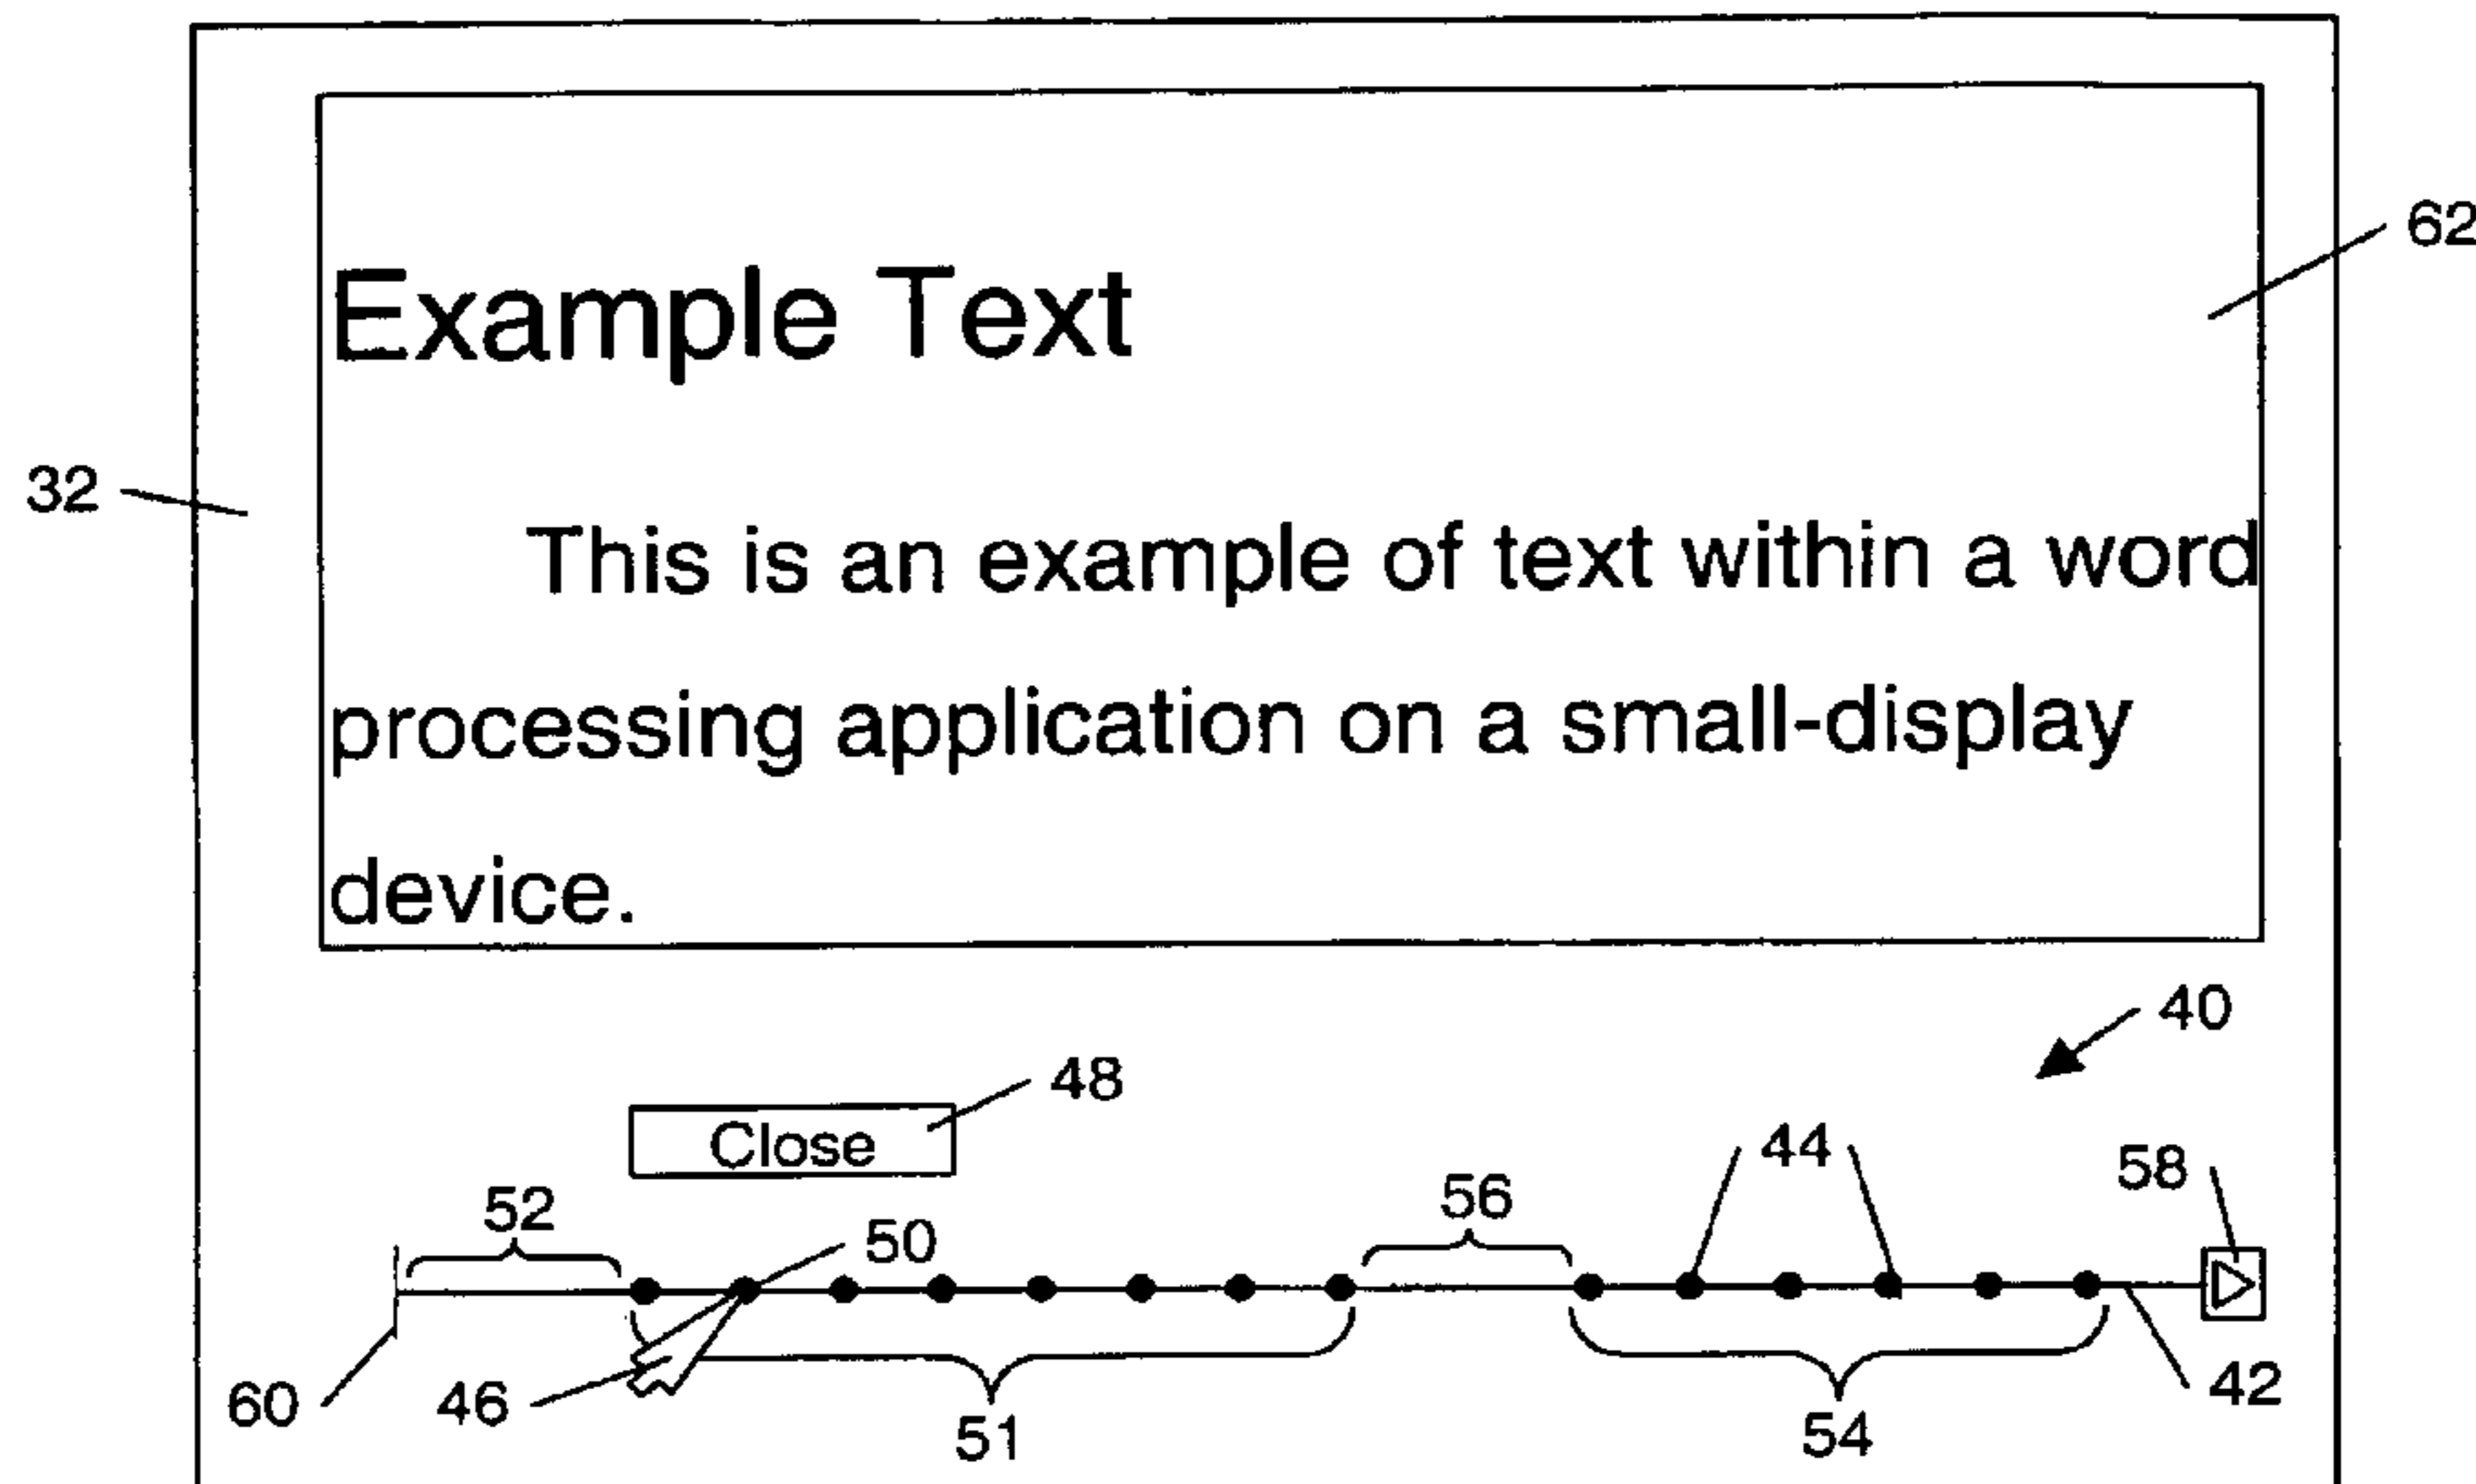 62
Example Text
32
This is an example of text within a word
processing application on a small-display
device.
40
48
Close
44
58
52
56
50
60
46
42
51
54